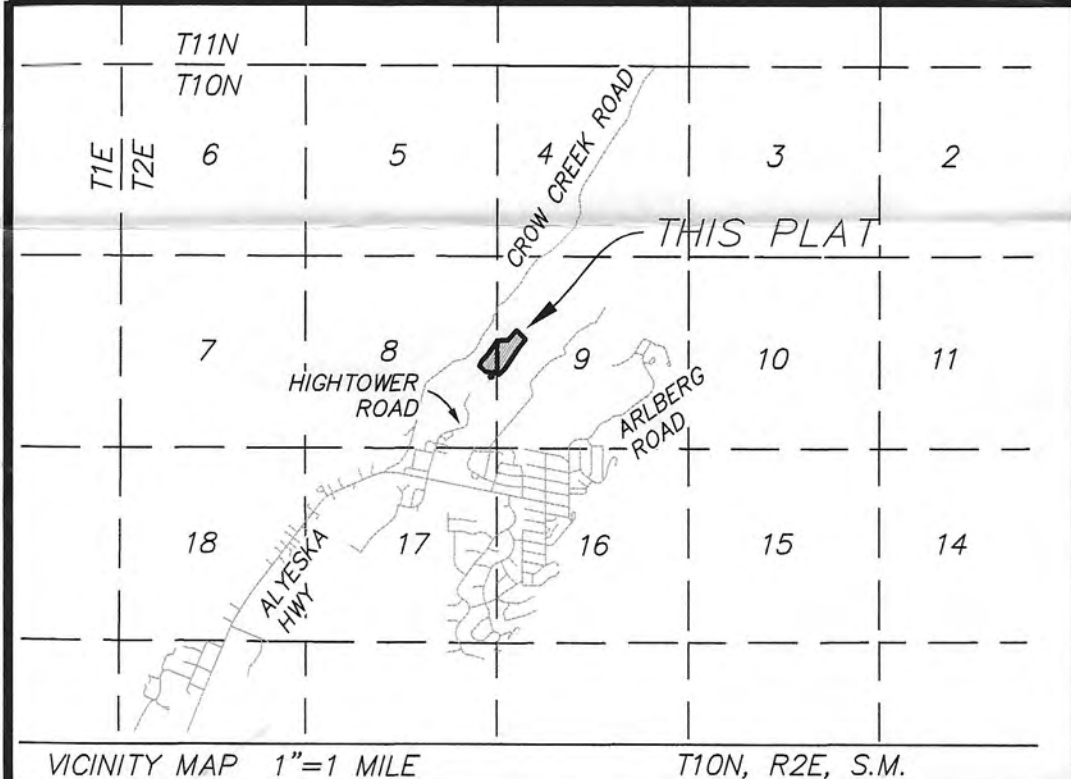 T11N
T10N
T1E
T2E
6
5
4
3
2
CROW CREEK ROAD
THIS PLAT
7
8
9
10
11
HIGHTOWER
ROAD
ARLBERG
ROAD
18
17
16
15
14
ALYESKA
HWY
VICINITY MAP 1"=1 MILE
T10N, R2E, S.M.